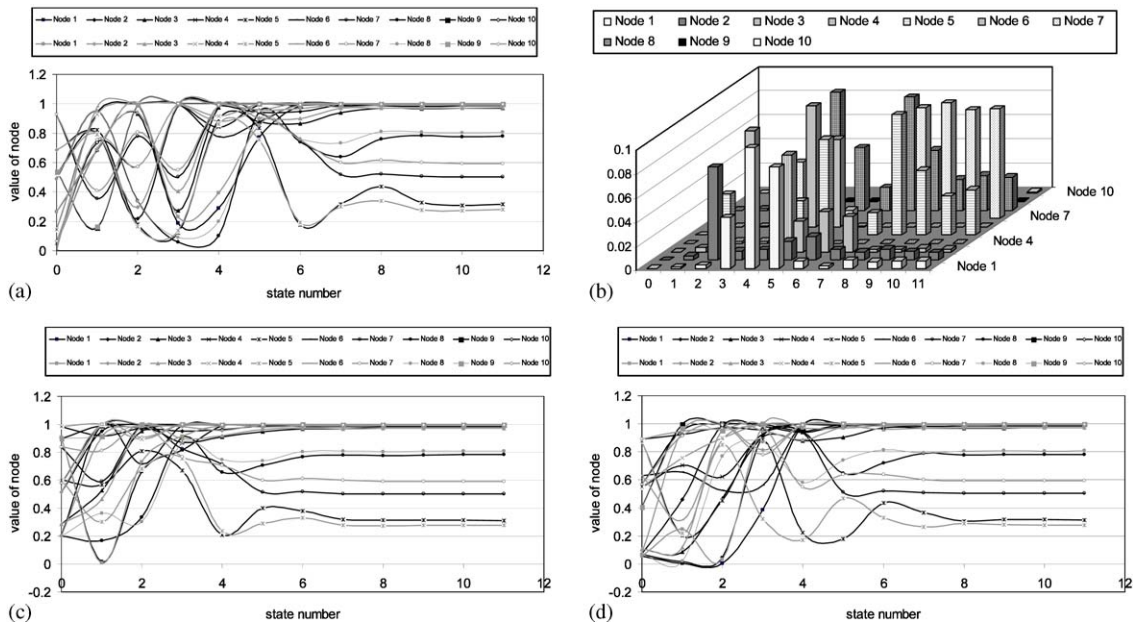 Node 1 Node 2 Node 3 Node 4 Node 5 Node 6 Node 7 Node 8 Node 9 Node 10
Node 1 Node 2 Node 3 Node 4 Node 5 Node 6 Node 7 Node 8 Node 9 Node 10
1.2
1
0.8
0.6
0.4
0.2
0
value of node
0 2 4 6 8 10 12
state number
(a)
Node 1 Node 2 Node 3 Node 4 Node 5 Node 6 Node 7
Node 8 Node 9 Node 10
0.1
0.08
0.06
0.04
0.02
0
0 1 2 3 4 5 6 7 8 9 10 11
Node 10
Node 7
Node 4
Node 1
(b)
Node 1 Node 2 Node 3 Node 4 Node 5 Node 6 Node 7 Node 8 Node 9 Node 10
Node 1 Node 2 Node 3 Node 4 Node 5 Node 6 Node 7 Node 8 Node 9 Node 10
1.2
1
0.8
0.6
0.4
0.2
0
-0.2
value of node
0 2 4 6 8 10 12
state number
(c)
Node 1 Node 2 Node 3 Node 4 Node 5 Node 6 Node 7 Node 8 Node 9 Node 10
Node 1 Node 2 Node 3 Node 4 Node 5 Node 6 Node 7 Node 8 Node 9 Node 10
1.2
1
0.8
0.6
0.4
0.2
0
-0.2
value of node
0 2 4 6 8 10 12
state number
(d)